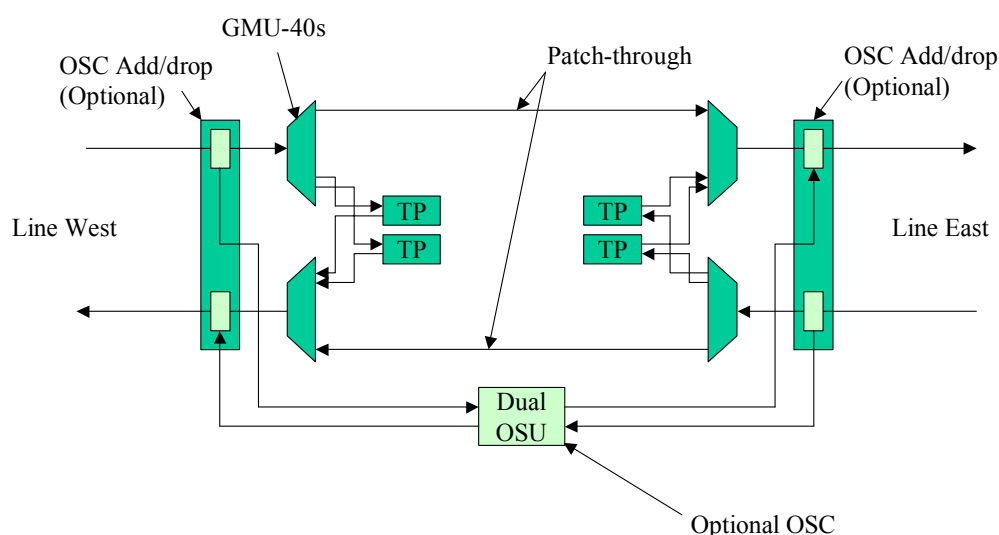 GMU-40s
OSC Add/drop
(Optional)
Patch-through
OSC Add/drop
(Optional)
TP
TP
TP
TP
Line West
Line East
Dual
OSU
Optional OSC